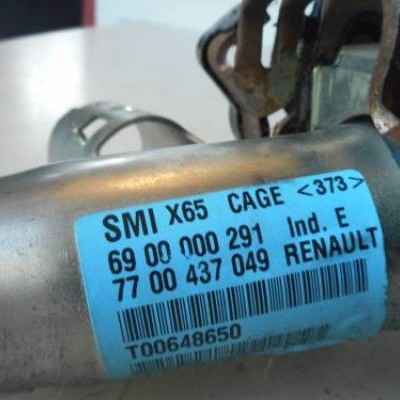 SMI X65 CAGE <373>
69 00 000 291 Ind. E
77 00 437 049 RENAULT
T00648650